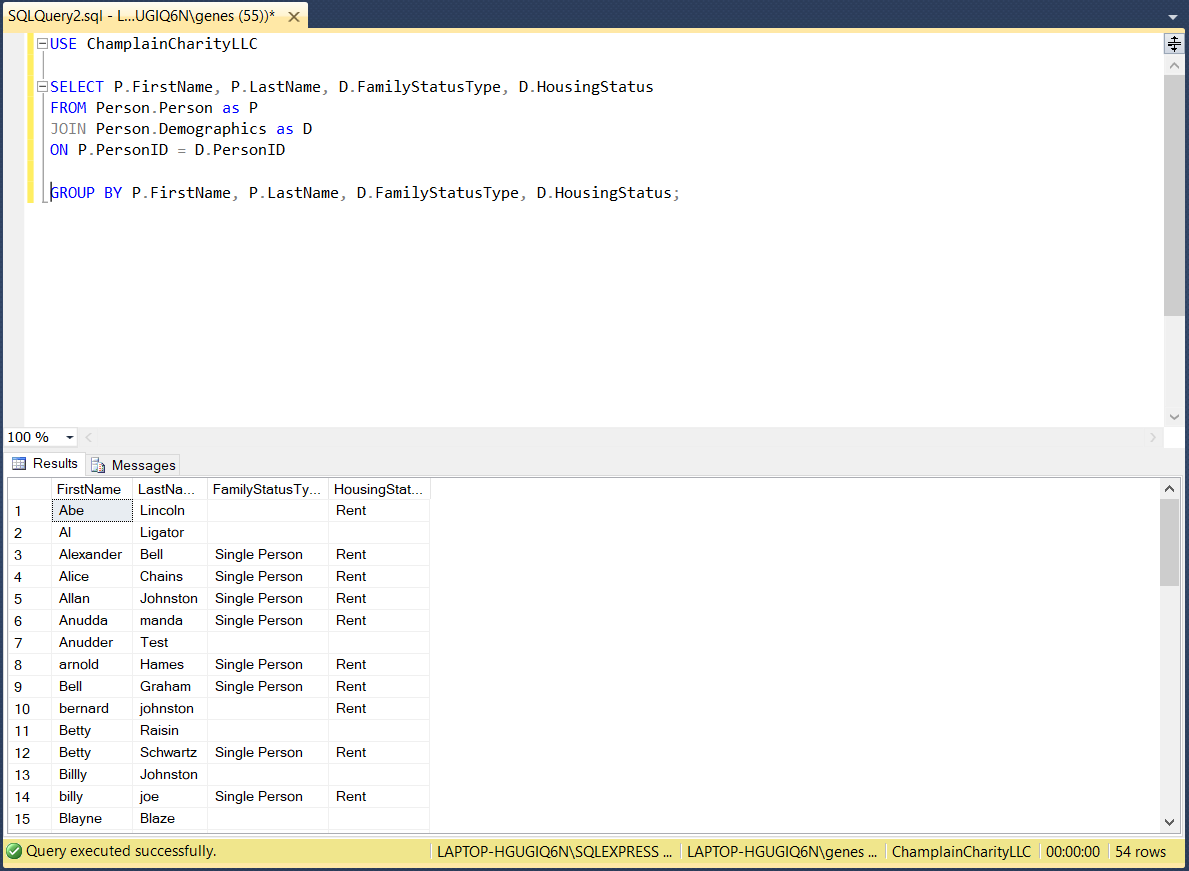 SQLQuery2.sql - L...UGIQ6N\genes (55))*
USE ChamplainCharityLLC
SELECT P.FirstName, P.LastName, D.FamilyStatusType, D.HousingStatus
FROM Person.Person as P
JOIN Person.Demographics as D
ON P.PersonID = D.PersonID
GROUP BY P.FirstName, P.LastName, D.FamilyStatusType, D.HousingStatus;
100 %
Results Messages
FirstName LastNa... FamilyStatusTy... HousingStat...
1 Abe Lincoln Rent
2 Al Ligator
3 Alexander Bell Single Person Rent
4 Alice Chains Single Person Rent
5 Allan Johnston Single Person Rent
6 Anudda manda Single Person Rent
7 Anudder Test
8 arnold Hames Single Person Rent
9 Bell Graham Single Person Rent
10 bernard johnston Rent
11 Betty Raisin
12 Betty Schwartz Single Person Rent
13 Billly Johnston
14 billy joe Single Person Rent
15 Blayne Blaze
Query executed successfully. LAPTOP-HGUGIQ6N\SQLEXPRESS ... LAPTOP-HGUGIQ6N\genes ... ChamplainCharityLLC 00:00:00 54 rows